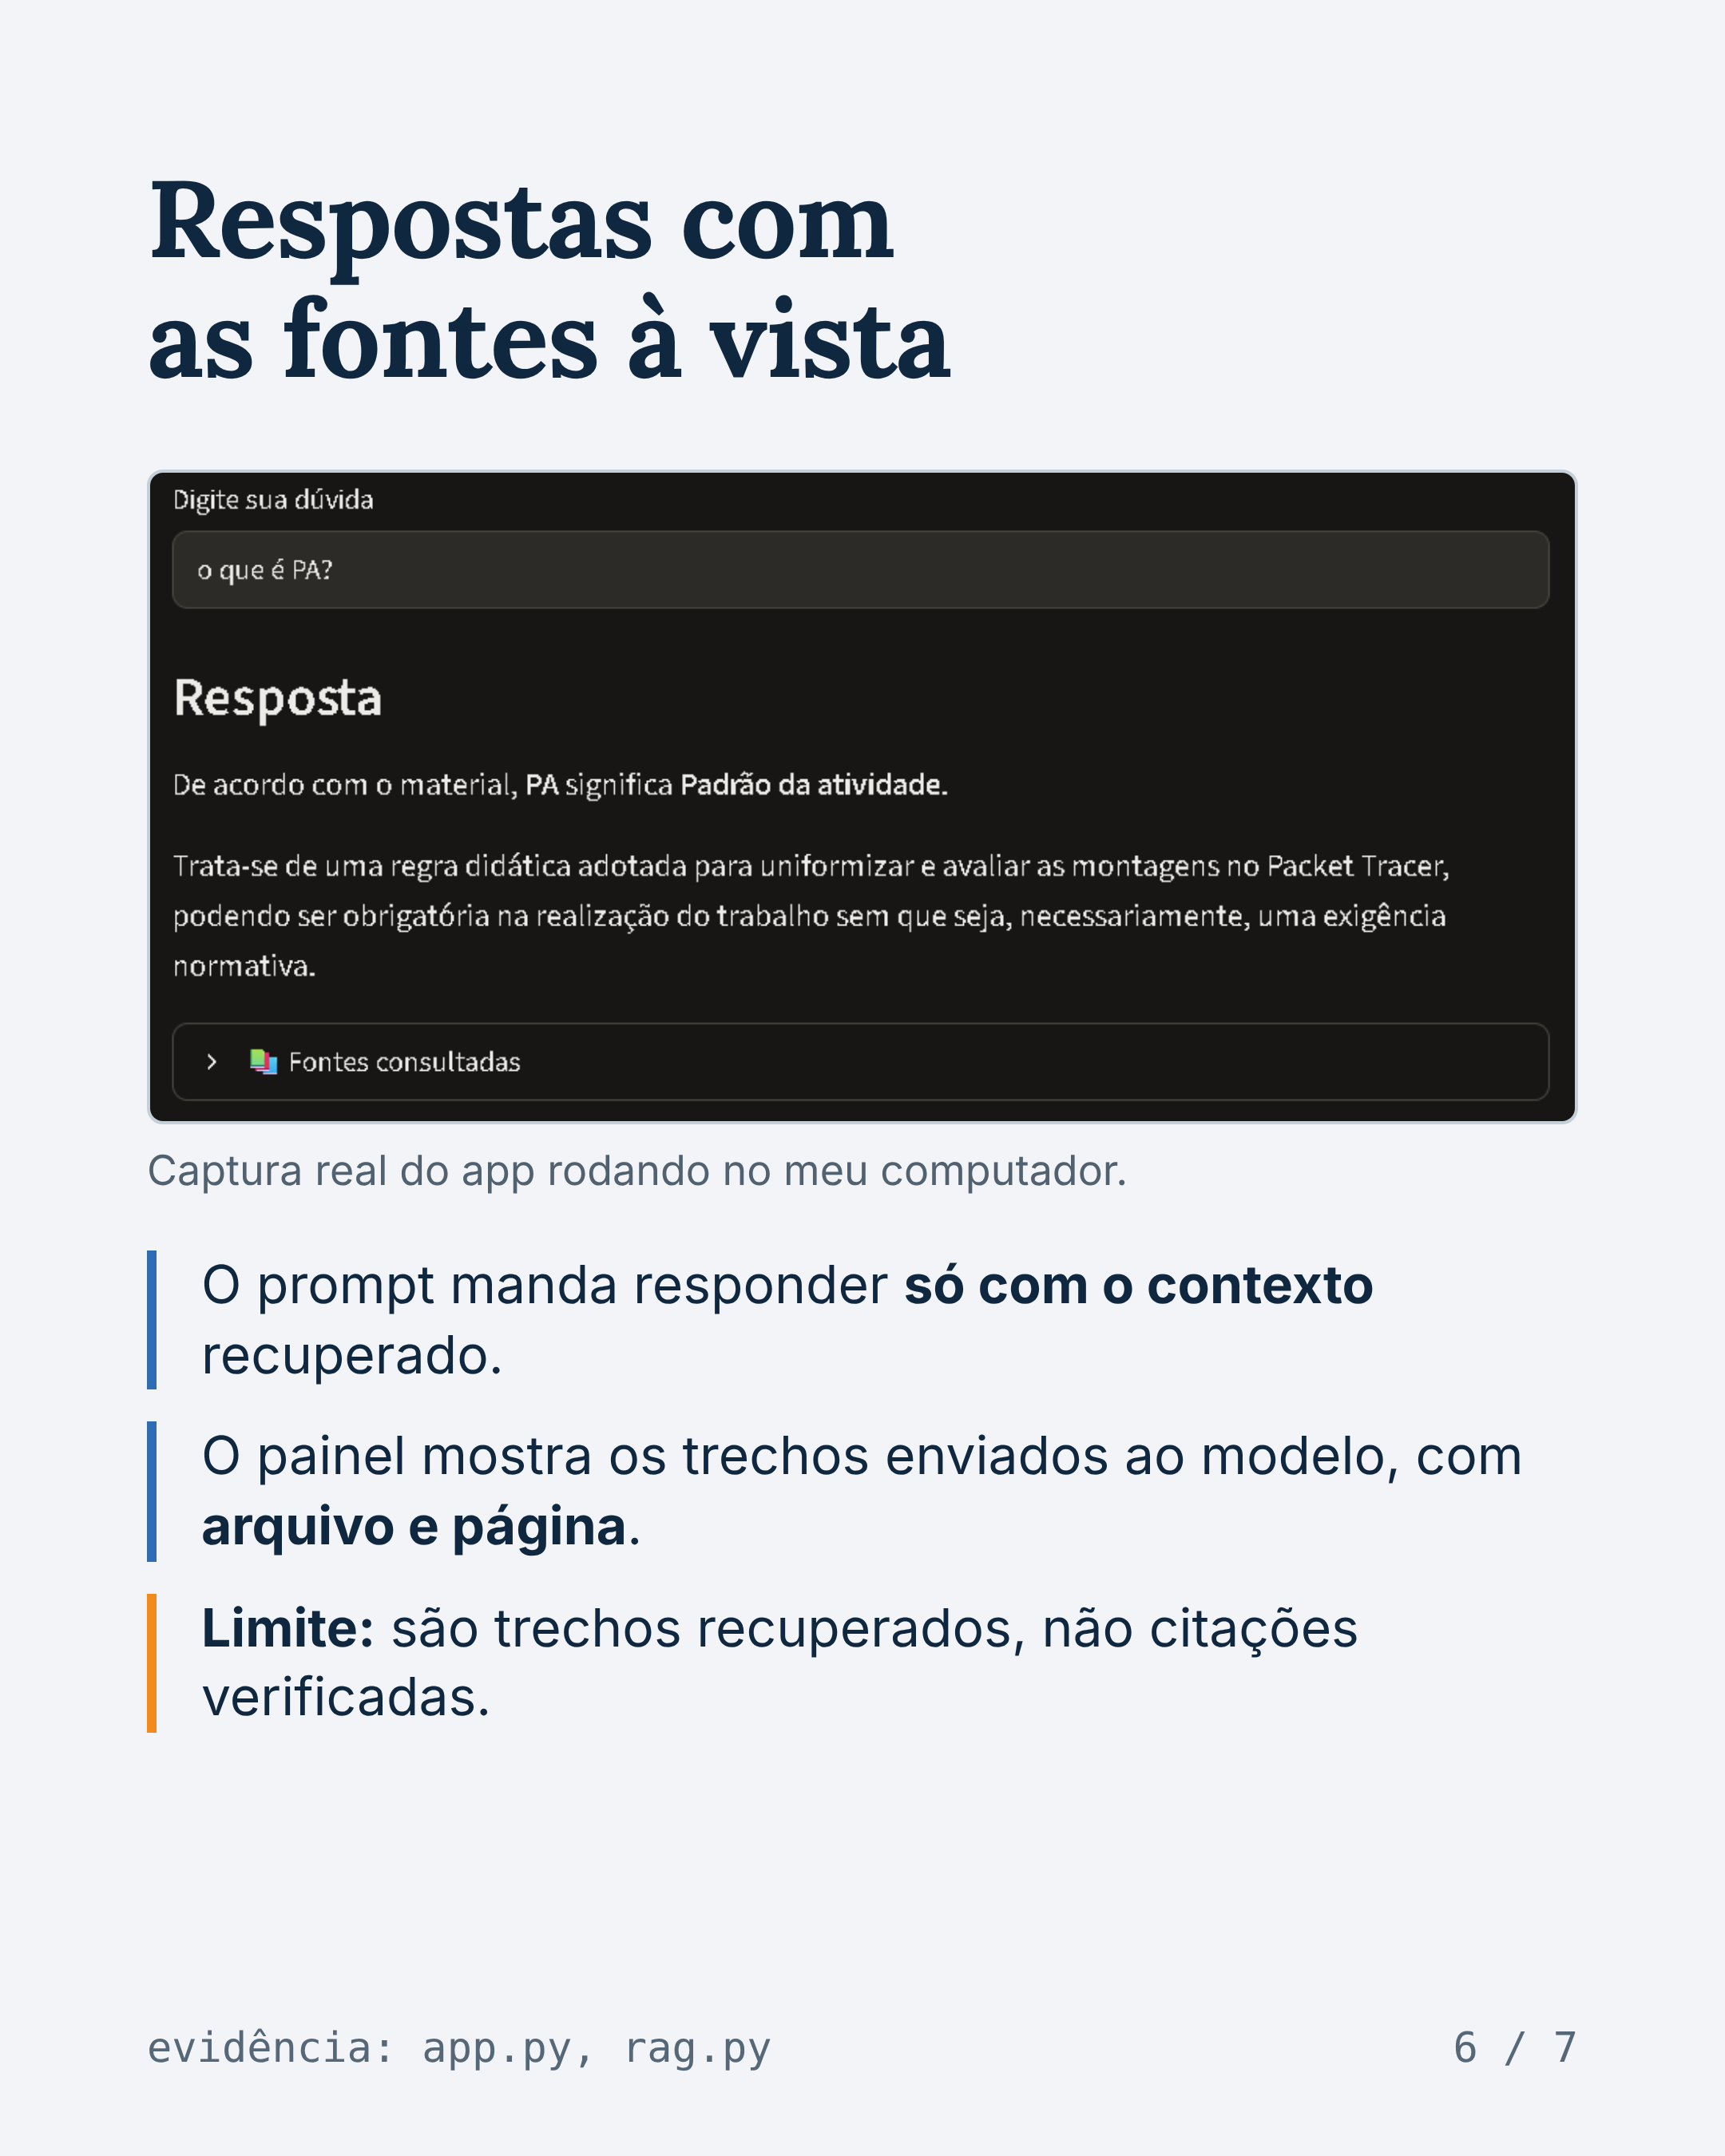 Respostas com
as fontes à vista
Digite sua dúvida
o que é PA?
Resposta
De acordo com o material, PA significa Padrão da atividade.
Trata-se de uma regra didática adotada para uniformizar e avaliar as montagens no Packet Tracer,
podendo ser obrigatória na realização do trabalho sem que seja, necessariamente, uma exigência
normativa.
Fontes consultadas
Captura real do app rodando no meu computador.
O prompt manda responder só com o contexto
recuperado.
O painel mostra os trechos enviados ao modelo, com
arquivo e página.
Limite: são trechos recuperados, não citações
verificadas.
evidência: app.py, rag.py
6 / 7